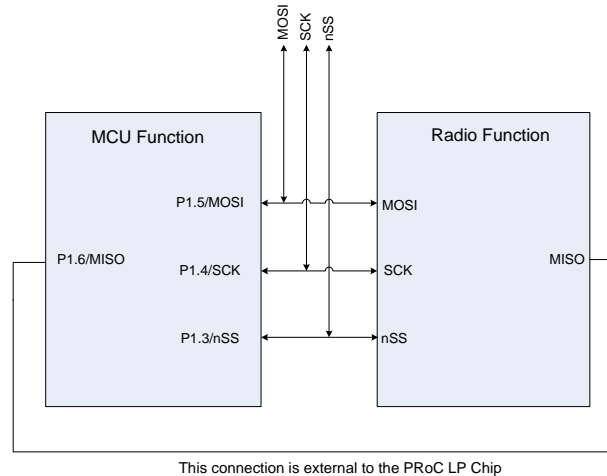 MOSI
SCK
nSS
MCU Function
Radio Function
P1.5/MOSI
MOSI
P1.6/MISO
P1.4/SCK
SCK
MISO
P1.3/nSS
nSS
This connection is external to the PRoC LP Chip